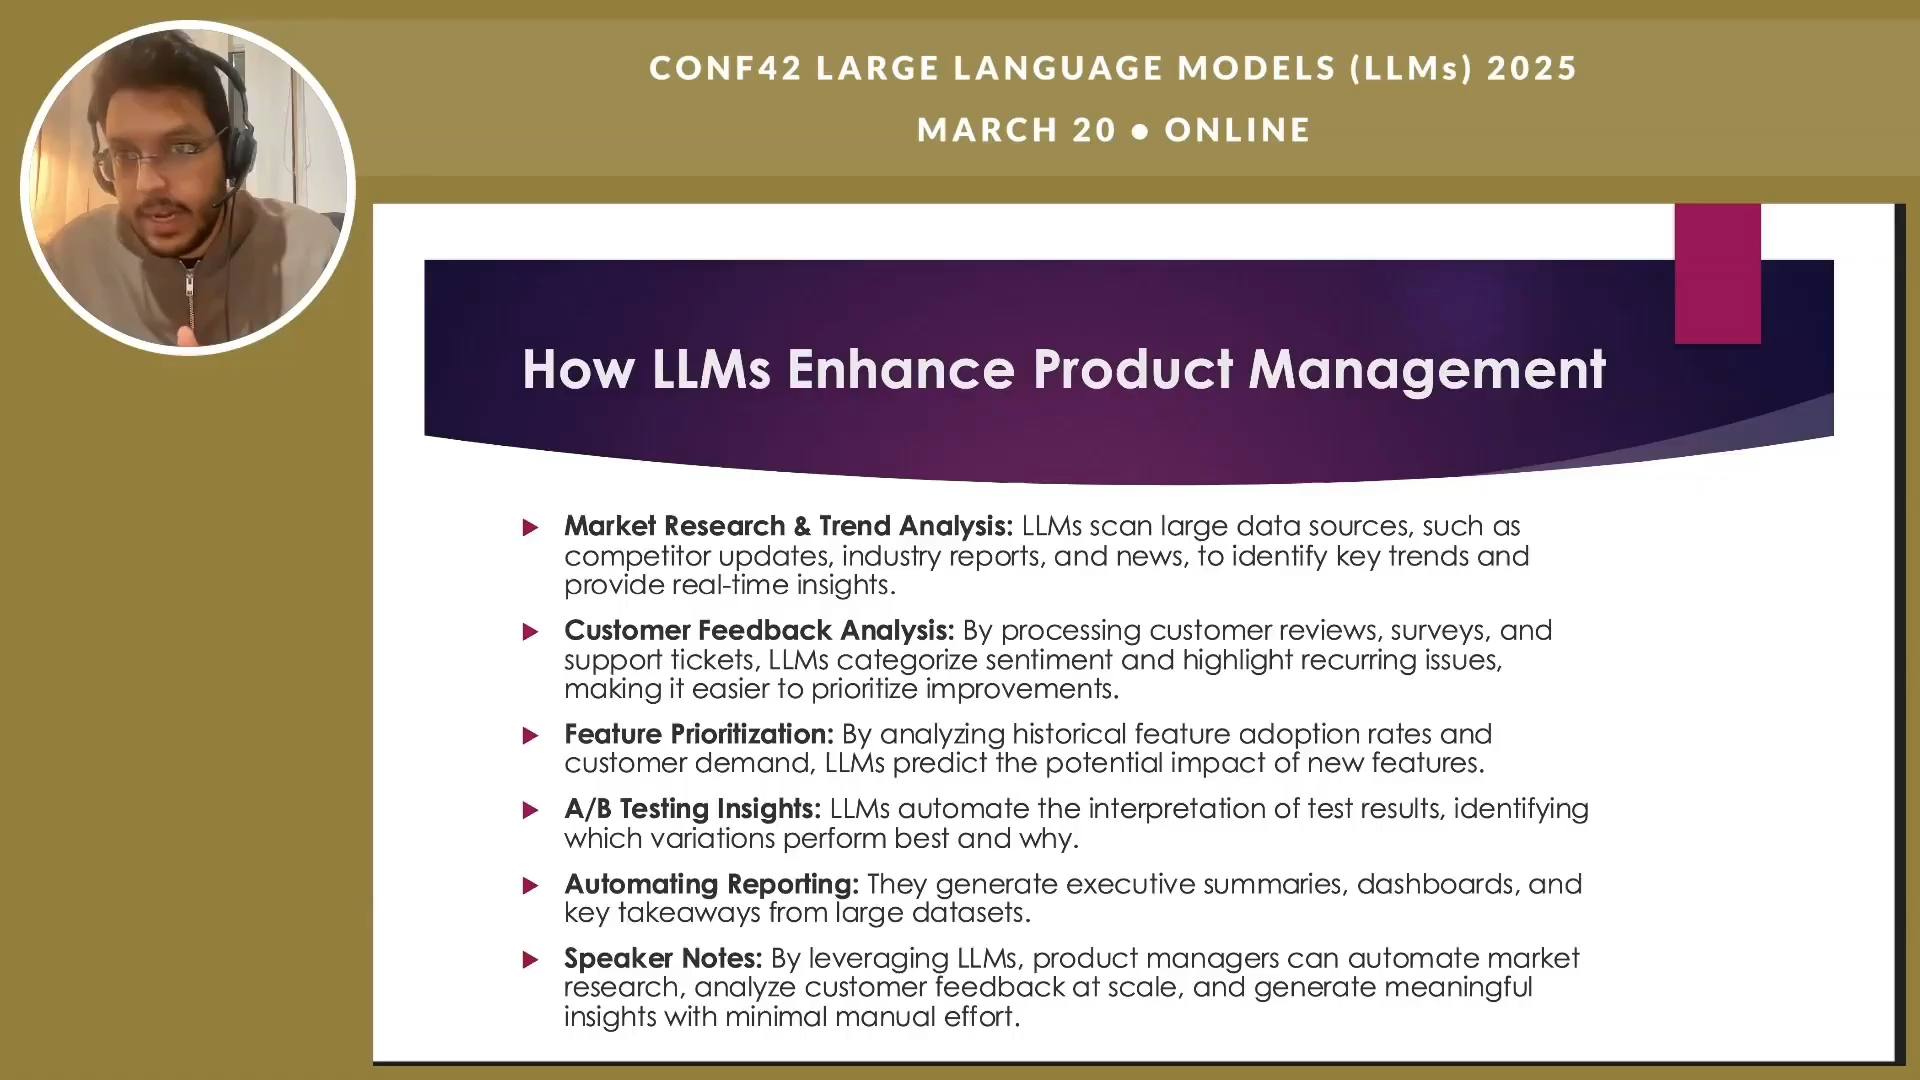 CONF42 LARGE LANGUAGE MODELS (LLMs) 2025
MARCH 20 ● ONLINE
How LLMs Enhance Product Management
Market Research & Trend Analysis: LLMs scan large data sources, such as
competitor updates, industry reports, and news, to identify key trends and
provide real-time insights.
Customer Feedback Analysis: By processing customer reviews, surveys, and
support tickets, LLMs categorize sentiment and highlight recurring issues,
making it easier to prioritize improvements.
Feature Prioritization: By analyzing historical feature adoption rates and
customer demand, LLMs predict the potential impact of new features.
A/B Testing Insights: LLMs automate the interpretation of test results, identifying
which variations perform best and why.
Automating Reporting: They generate executive summaries, dashboards, and
key takeaways from large datasets.
Speaker Notes: By leveraging LLMs, product managers can automate market
research, analyze customer feedback at scale, and generate meaningful
insights with minimal manual effort.